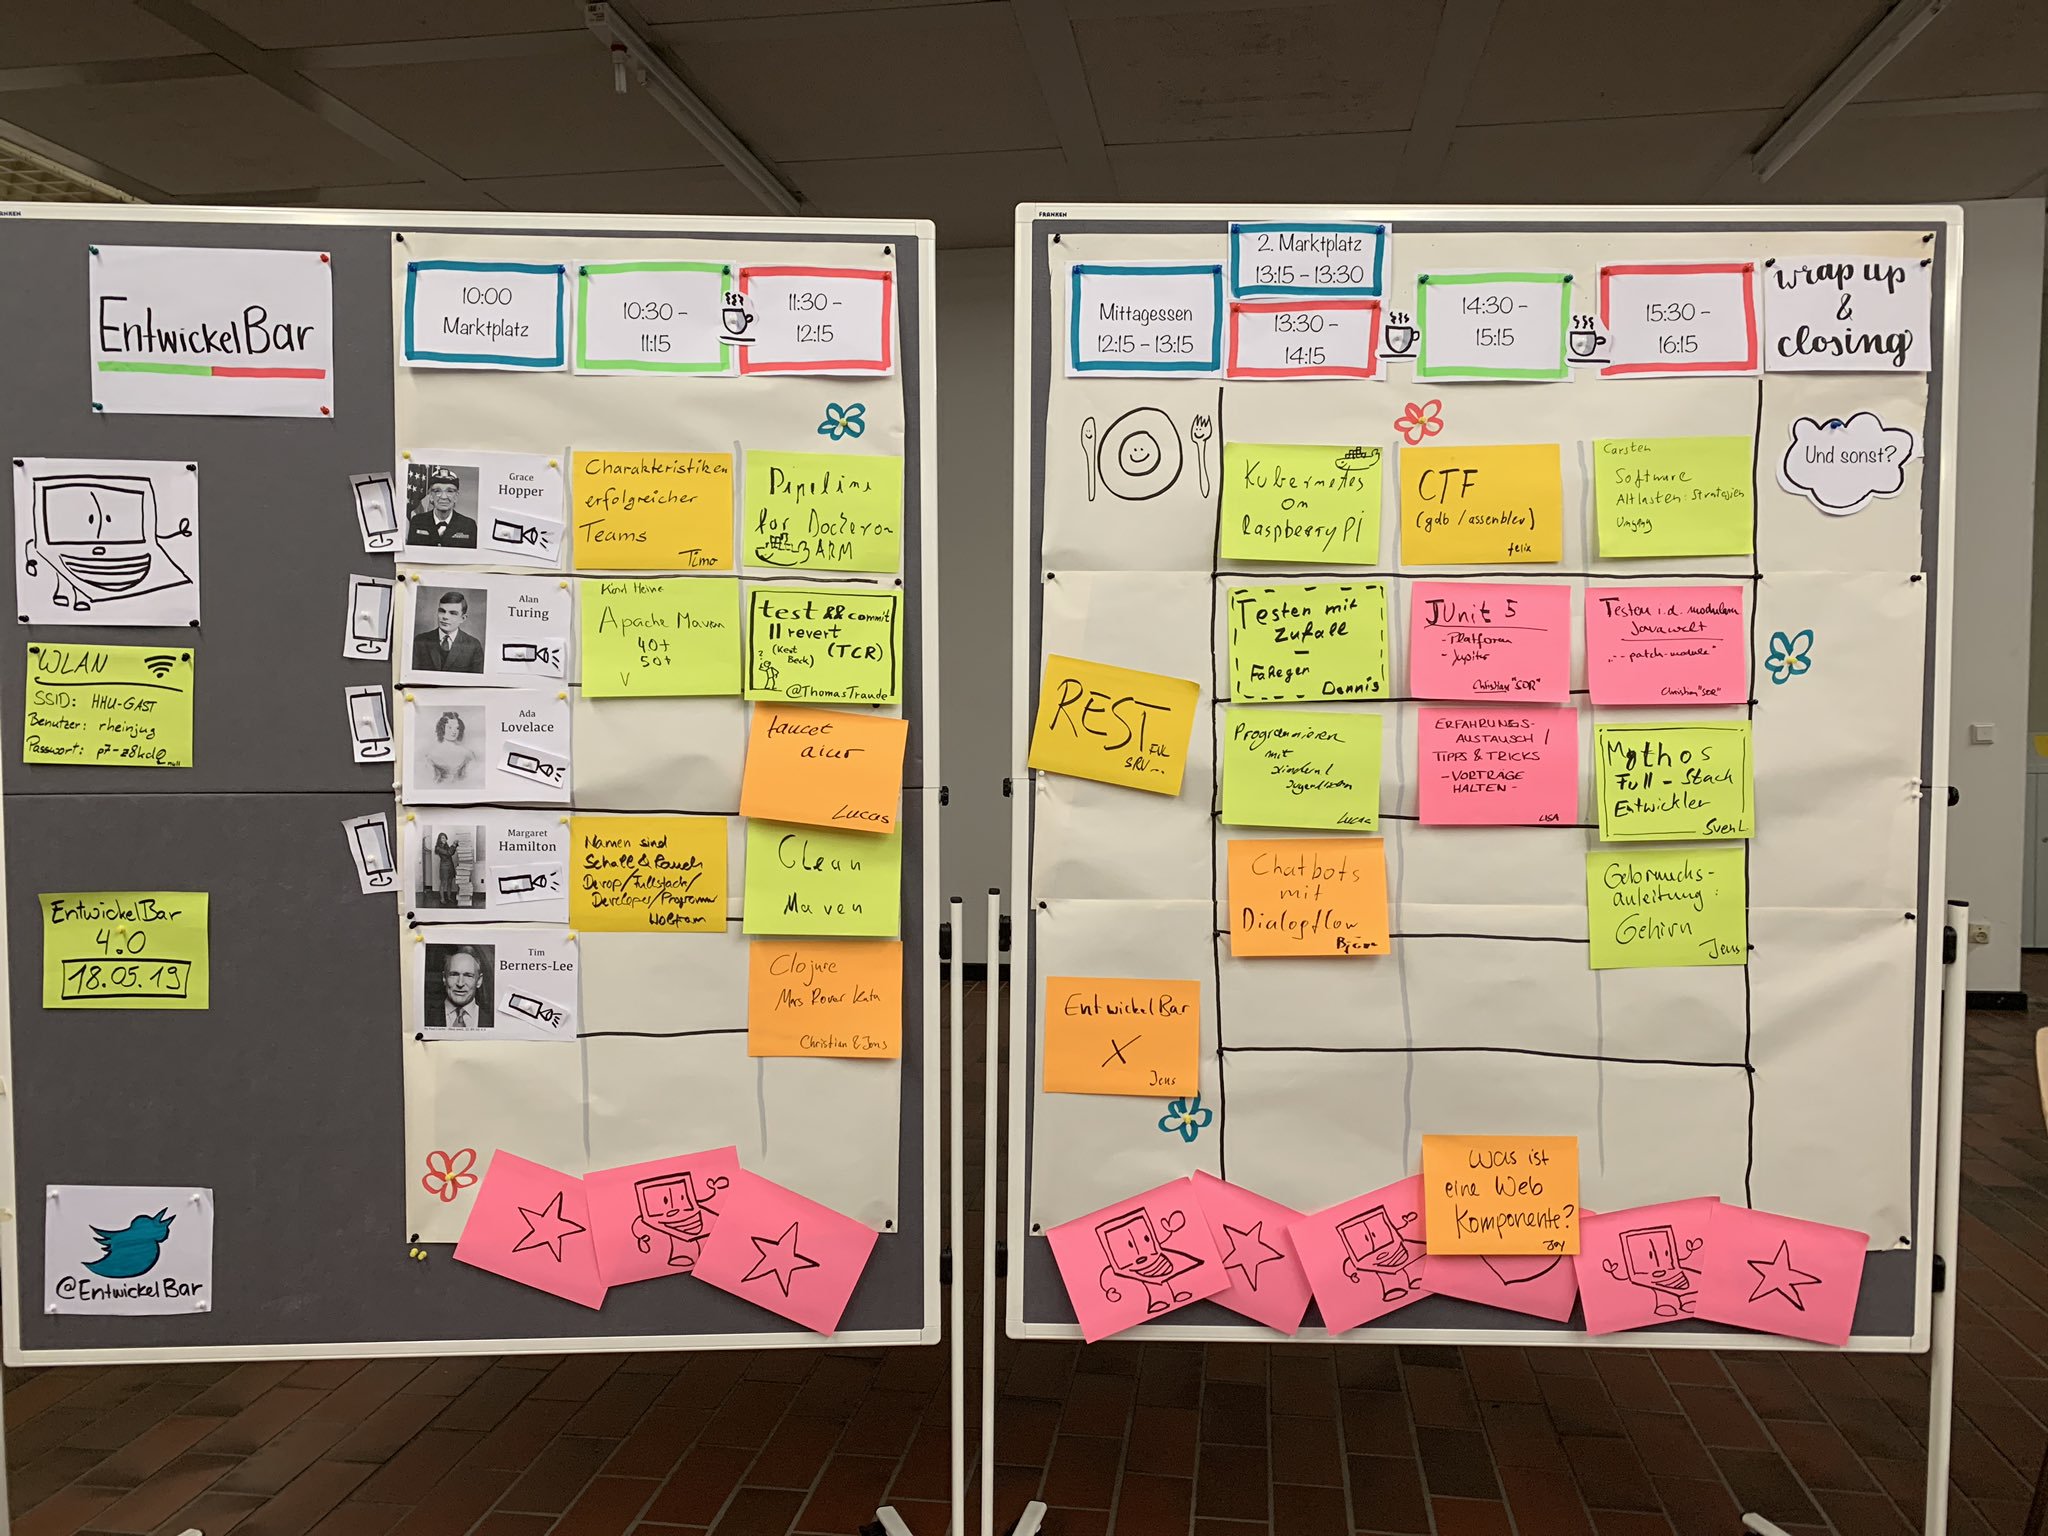 FRANKEN
EntwickelBar
WLAN
SSID: HHU-GAST
Benutzer: rheinjug
Passwort: p7-z8kd
null
EntwickelBar
4.0
18.05.19
@EntwickelBar
10:00
Marktplatz
10:30 -
11:15
11:30 -
12:15
Grace
Hopper
Charakteristiken
erfolgreicher
Teams
Timo
Pipeline
for Docker on
ARM
Alan
Turing
Karl Heinz
Apache Maven
40+
50+
V
test && commit
|| revert
(Kent
Beck)
(TCR)
@ThomasTraude
Ada
Lovelace
faucet
Lucas
Margaret
Hamilton
Namen sind
Schall & Rauch
Devop/Fullstack/
Developer/Programm
Wolfram
Clean
Maven
Tim
Berners-Lee
Clojure
Mars Rover Kata
Christian & Jens
FRANKEN
Mittagessen
12:15 - 13:15
2. Marktplatz
13:15 - 13:30
13:30 -
14:15
14:30 -
15:15
15:30 -
16:15
wrap up
&
closing
Und sonst?
Kubernetes
on
Raspberry Pi
CTF
(gdb / assembler)
felix
Carsten
Software
Altlasten: Strategien
Umgang
Testen mit
Zufall
Dennis
JUnit 5
- Platform
- Jupiter
Christian "SOR"
Testen i.d. modularen
Javawelt
"--patch-module"
Christian "SOR"
REST
FUL
SRV...
Programmieren
mit
Kindern /
Jugendlichen
Lucas
ERFAHRUNGS-
AUSTAUSCH /
TIPPS & TRICKS
- VORTRÄGE
HALTEN -
LISA
Mythos
Full-Stack
Entwickler
Sven L.
Chatbots
mit
Dialogflow
Björn
Gebrauchs-
anleitung:
Gehirn
Jens
EntwickelBar
X
Jens
Was ist
eine Web
Komponente?
Joy